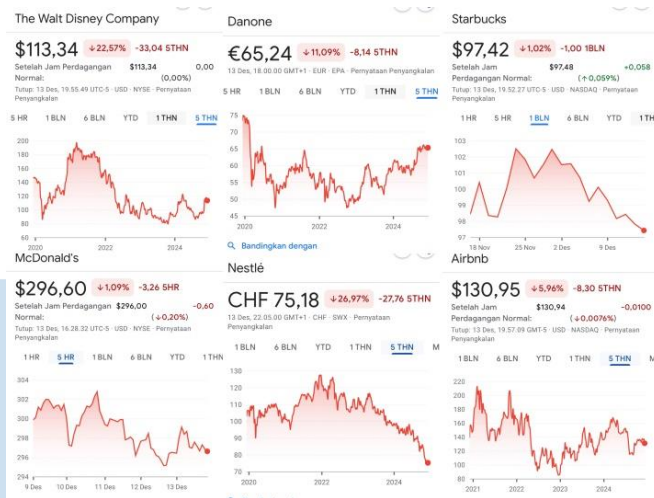 The Walt Disney Company
$113,34 ↓22,57% -33,04 5THN
Setelah Jam Perdagangan $113,34 0,00
Normal: (0,00%)
Tutup: 13 Des, 19.55.49 UTC-5 · USD · NYSE · Pernyataan
Penyangkalan
5 HR 1 BLN 6 BLN YTD 1 THN 5 THN
200
180
160
140
120
100
80
60
2020 2022 2024
Danone
€65,24 ↓11,09% -8,14 5THN
13 Des, 18.00.00 GMT+1 · EUR · EPA · Pernyataan Penyangkalan
5 HR 1 BLN 6 BLN YTD 1 THN 5 THN
75
70
65
60
55
50
45
2020 2022 2024
Bandingkan dengan
Starbucks
$97,42 ↓1,02% -1,00 1BLN
Setelah Jam $97,48 +0,058
Perdagangan Normal: (↑0,059%)
Tutup: 13 Des, 19.52.27 UTC-5 · USD · NASDAQ · Pernyataan
Penyangkalan
1 HR 5 HR 1 BLN 6 BLN YTD 1 TH
103
102
101
100
99
98
97
18 Nov 25 Nov 2 Des 9 Des
McDonald's
$296,60 ↓1,09% -3,26 5HR
Setelah Jam Perdagangan $296,00 -0,60
Normal: (↓0,20%)
Tutup: 13 Des, 16.28.32 UTC-5 · USD · NYSE · Pernyataan
Penyangkalan
1 HR 5 HR 1 BLN 6 BLN YTD 1 THN
304
302
300
298
296
294
9 Des 10 Des 11 Des 12 Des 13 Des
Nestlé
CHF 75,18 ↓26,97% -27,76 5THN
13 Des, 22.05.00 GMT+1 · CHF · SWX · Pernyataan
Penyangkalan
1 BLN 6 BLN YTD 1 THN 5 THN M
130
120
110
100
90
80
70
2020 2022 2024
Airbnb
$130,95 ↓5,96% -8,30 5THN
Setelah Jam $130,94 -0,0100
Perdagangan Normal: (↓0,0076%)
Tutup: 13 Des, 19.57.09 GMT-5 · USD · NASDAQ · Pernyataan
Penyangkalan
1 BLN 6 BLN YTD 1 THN 5 THN M
220
200
180
160
140
120
100
80
2021 2022 2023 2024